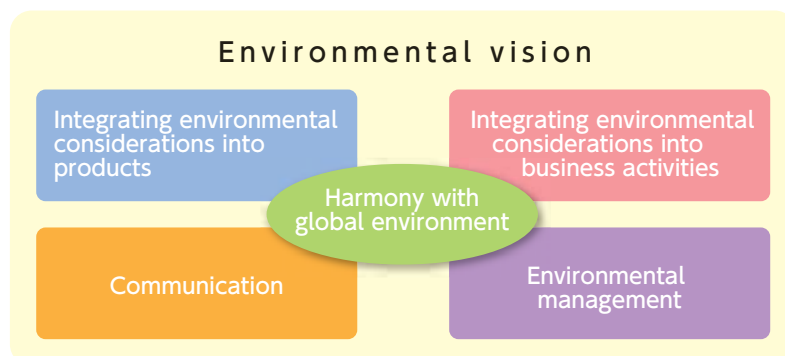 Environmental vision
Integrating environmental
considerations into
products
Integrating environmental
considerations into
business activities
Harmony with
global environment
Communication
Environmental
management